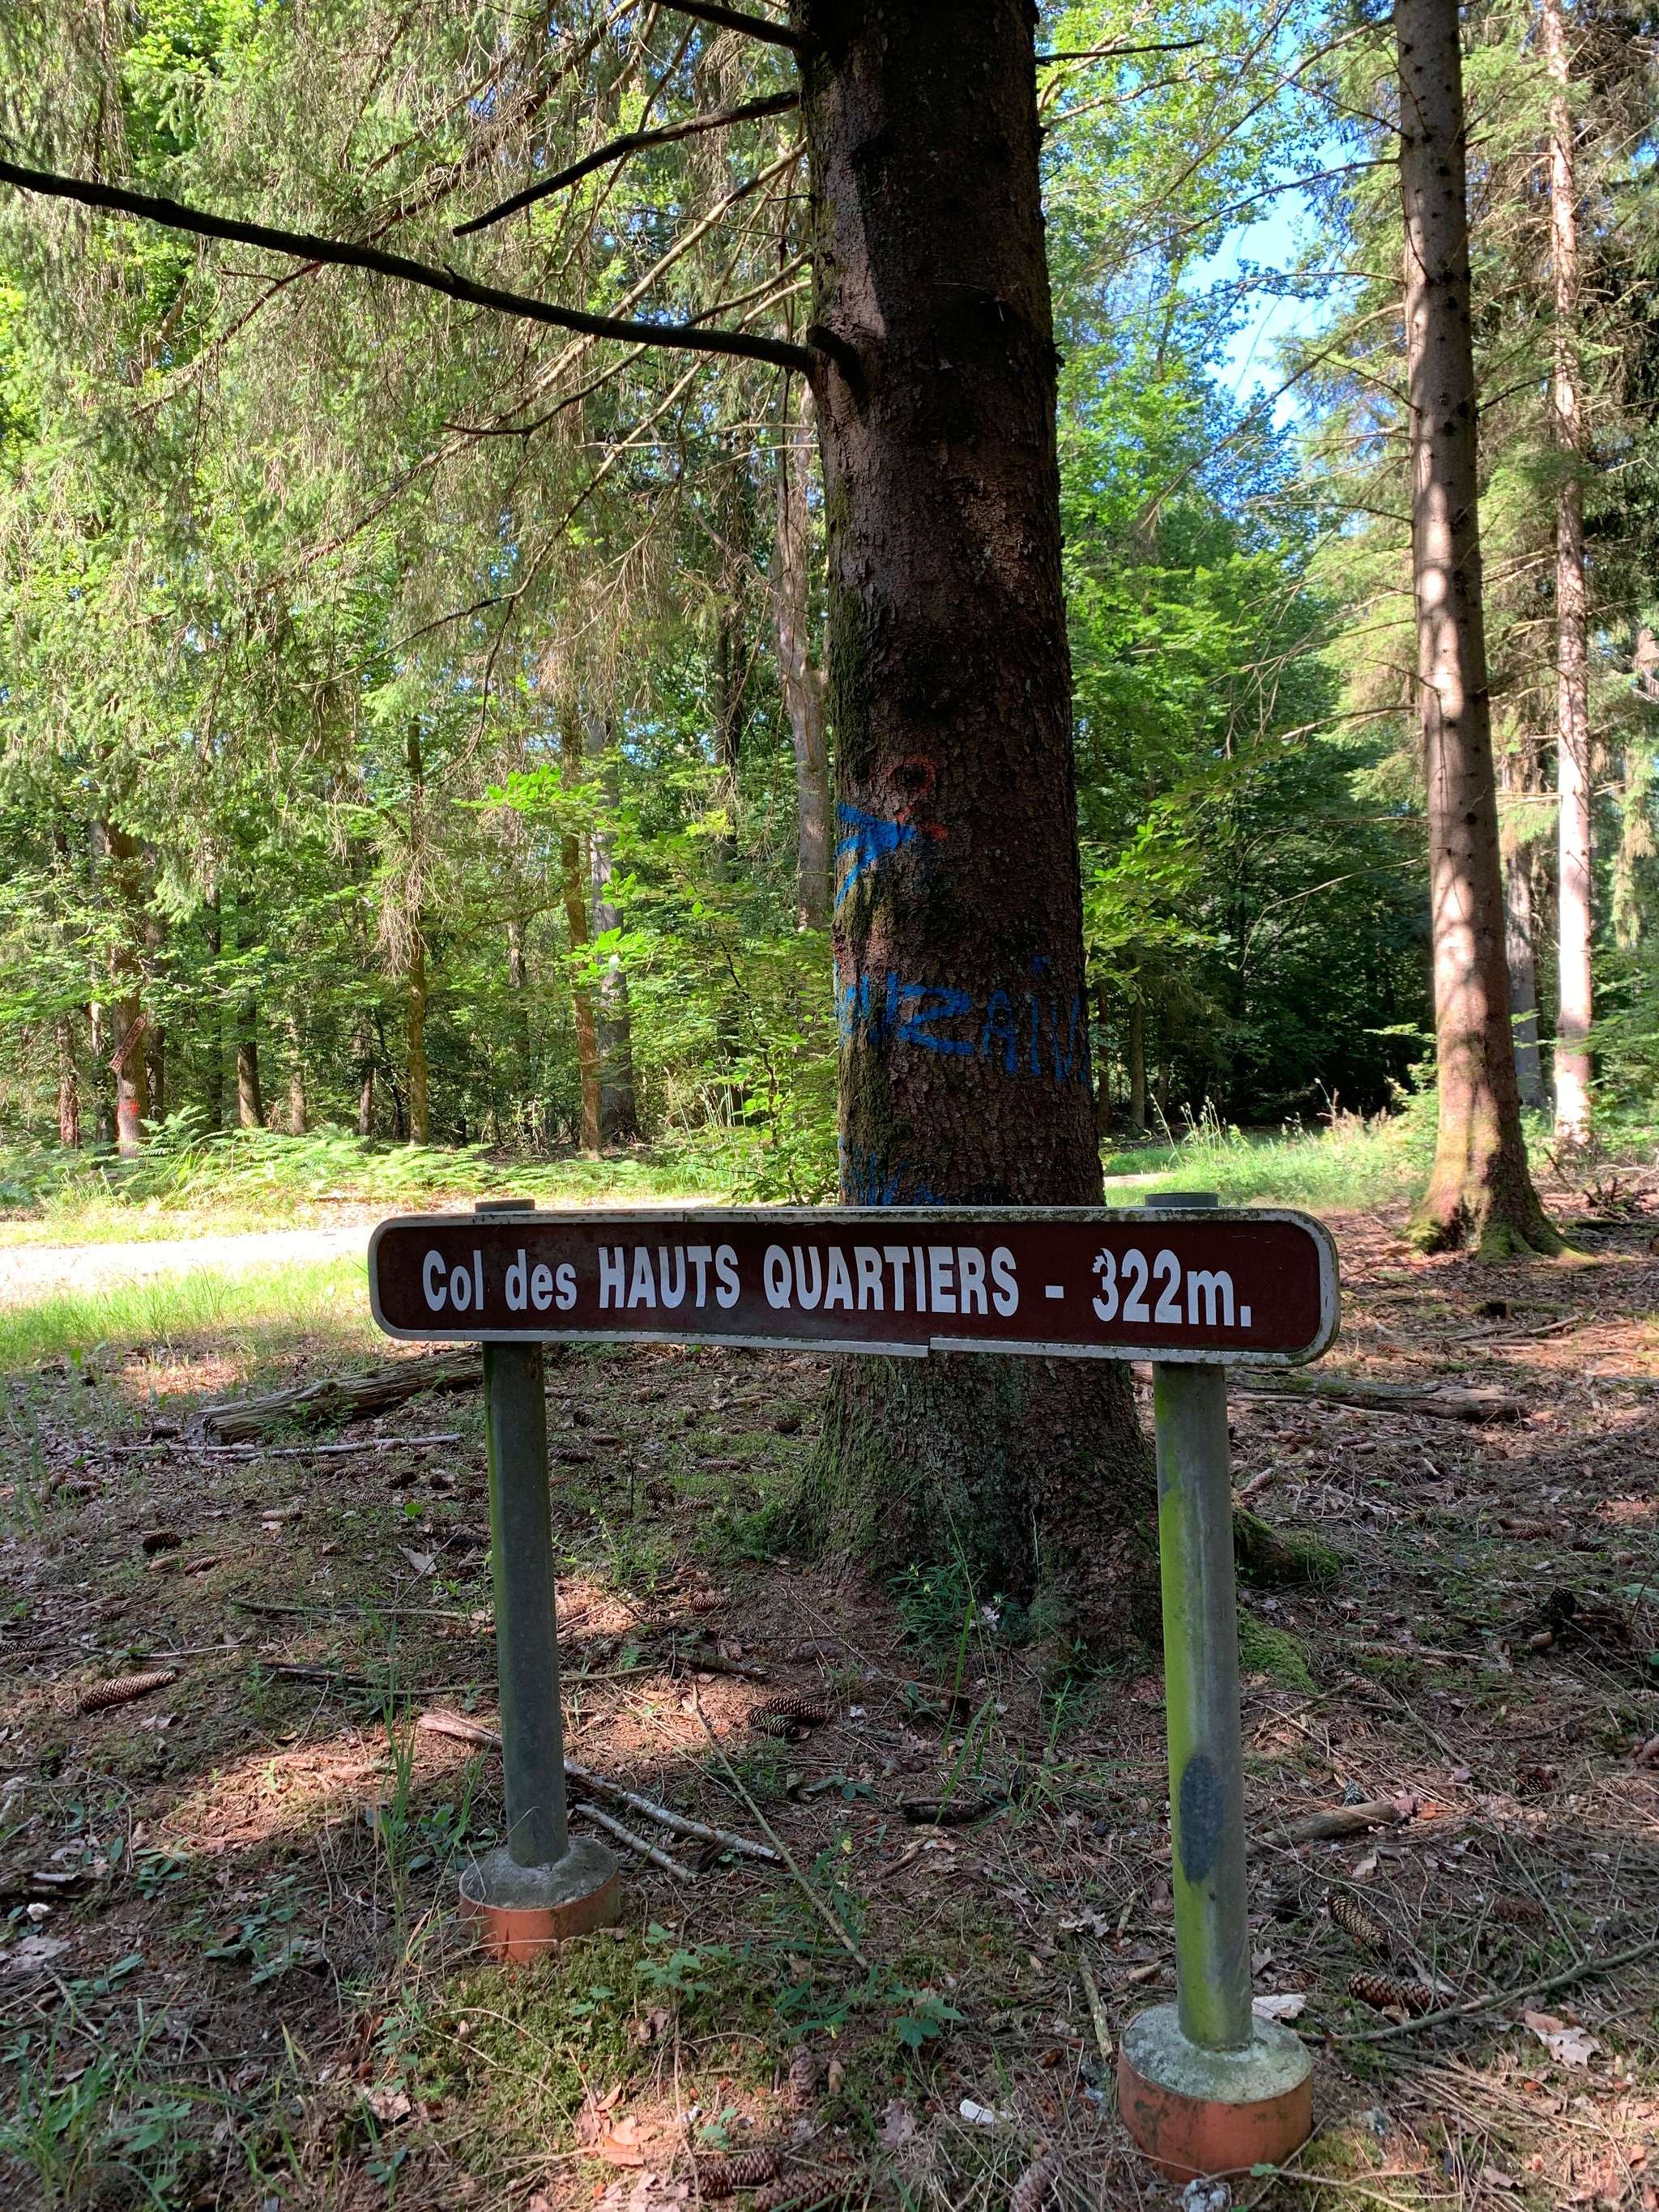 Col des HAUTS QUARTIERS - 322m.